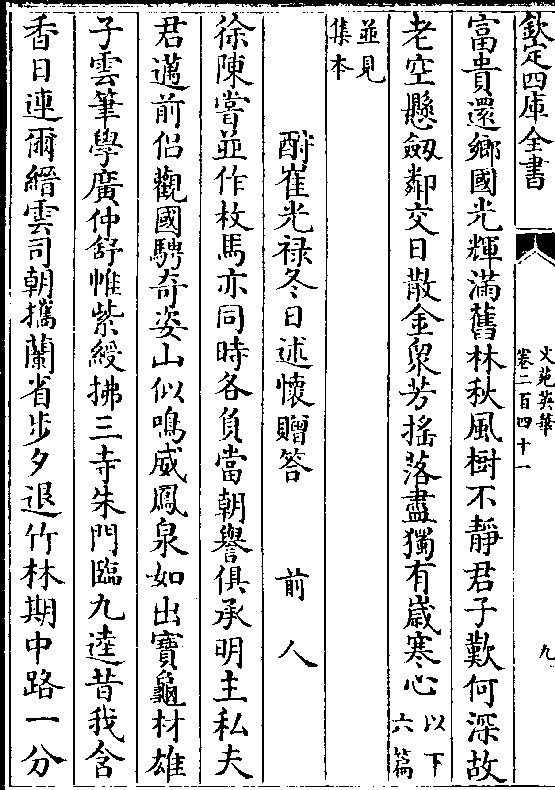 欽定四庫全書
文苑英華
卷二百四十一
九
富貴還鄉國光輝滿舊林秋風樹不靜君子歎何深故
老空懸劔鄰交日散金衆芳搖落盡獨有歲寒心以下六篇
並見集本
酧崔光禄冬日述懷贈答 前人
徐陳嘗並作枚馬亦同時各負當朝譽俱承明主私夫
君邁前侣觀國騁奇姿山似鳴威鳳泉如出寶龜材雄
子雲筆學廣仲舒帷紫綬拂三寺朱門臨九逵昔我含
香日連爾縉雲司朝攜蘭省步夕退竹林期中路一分